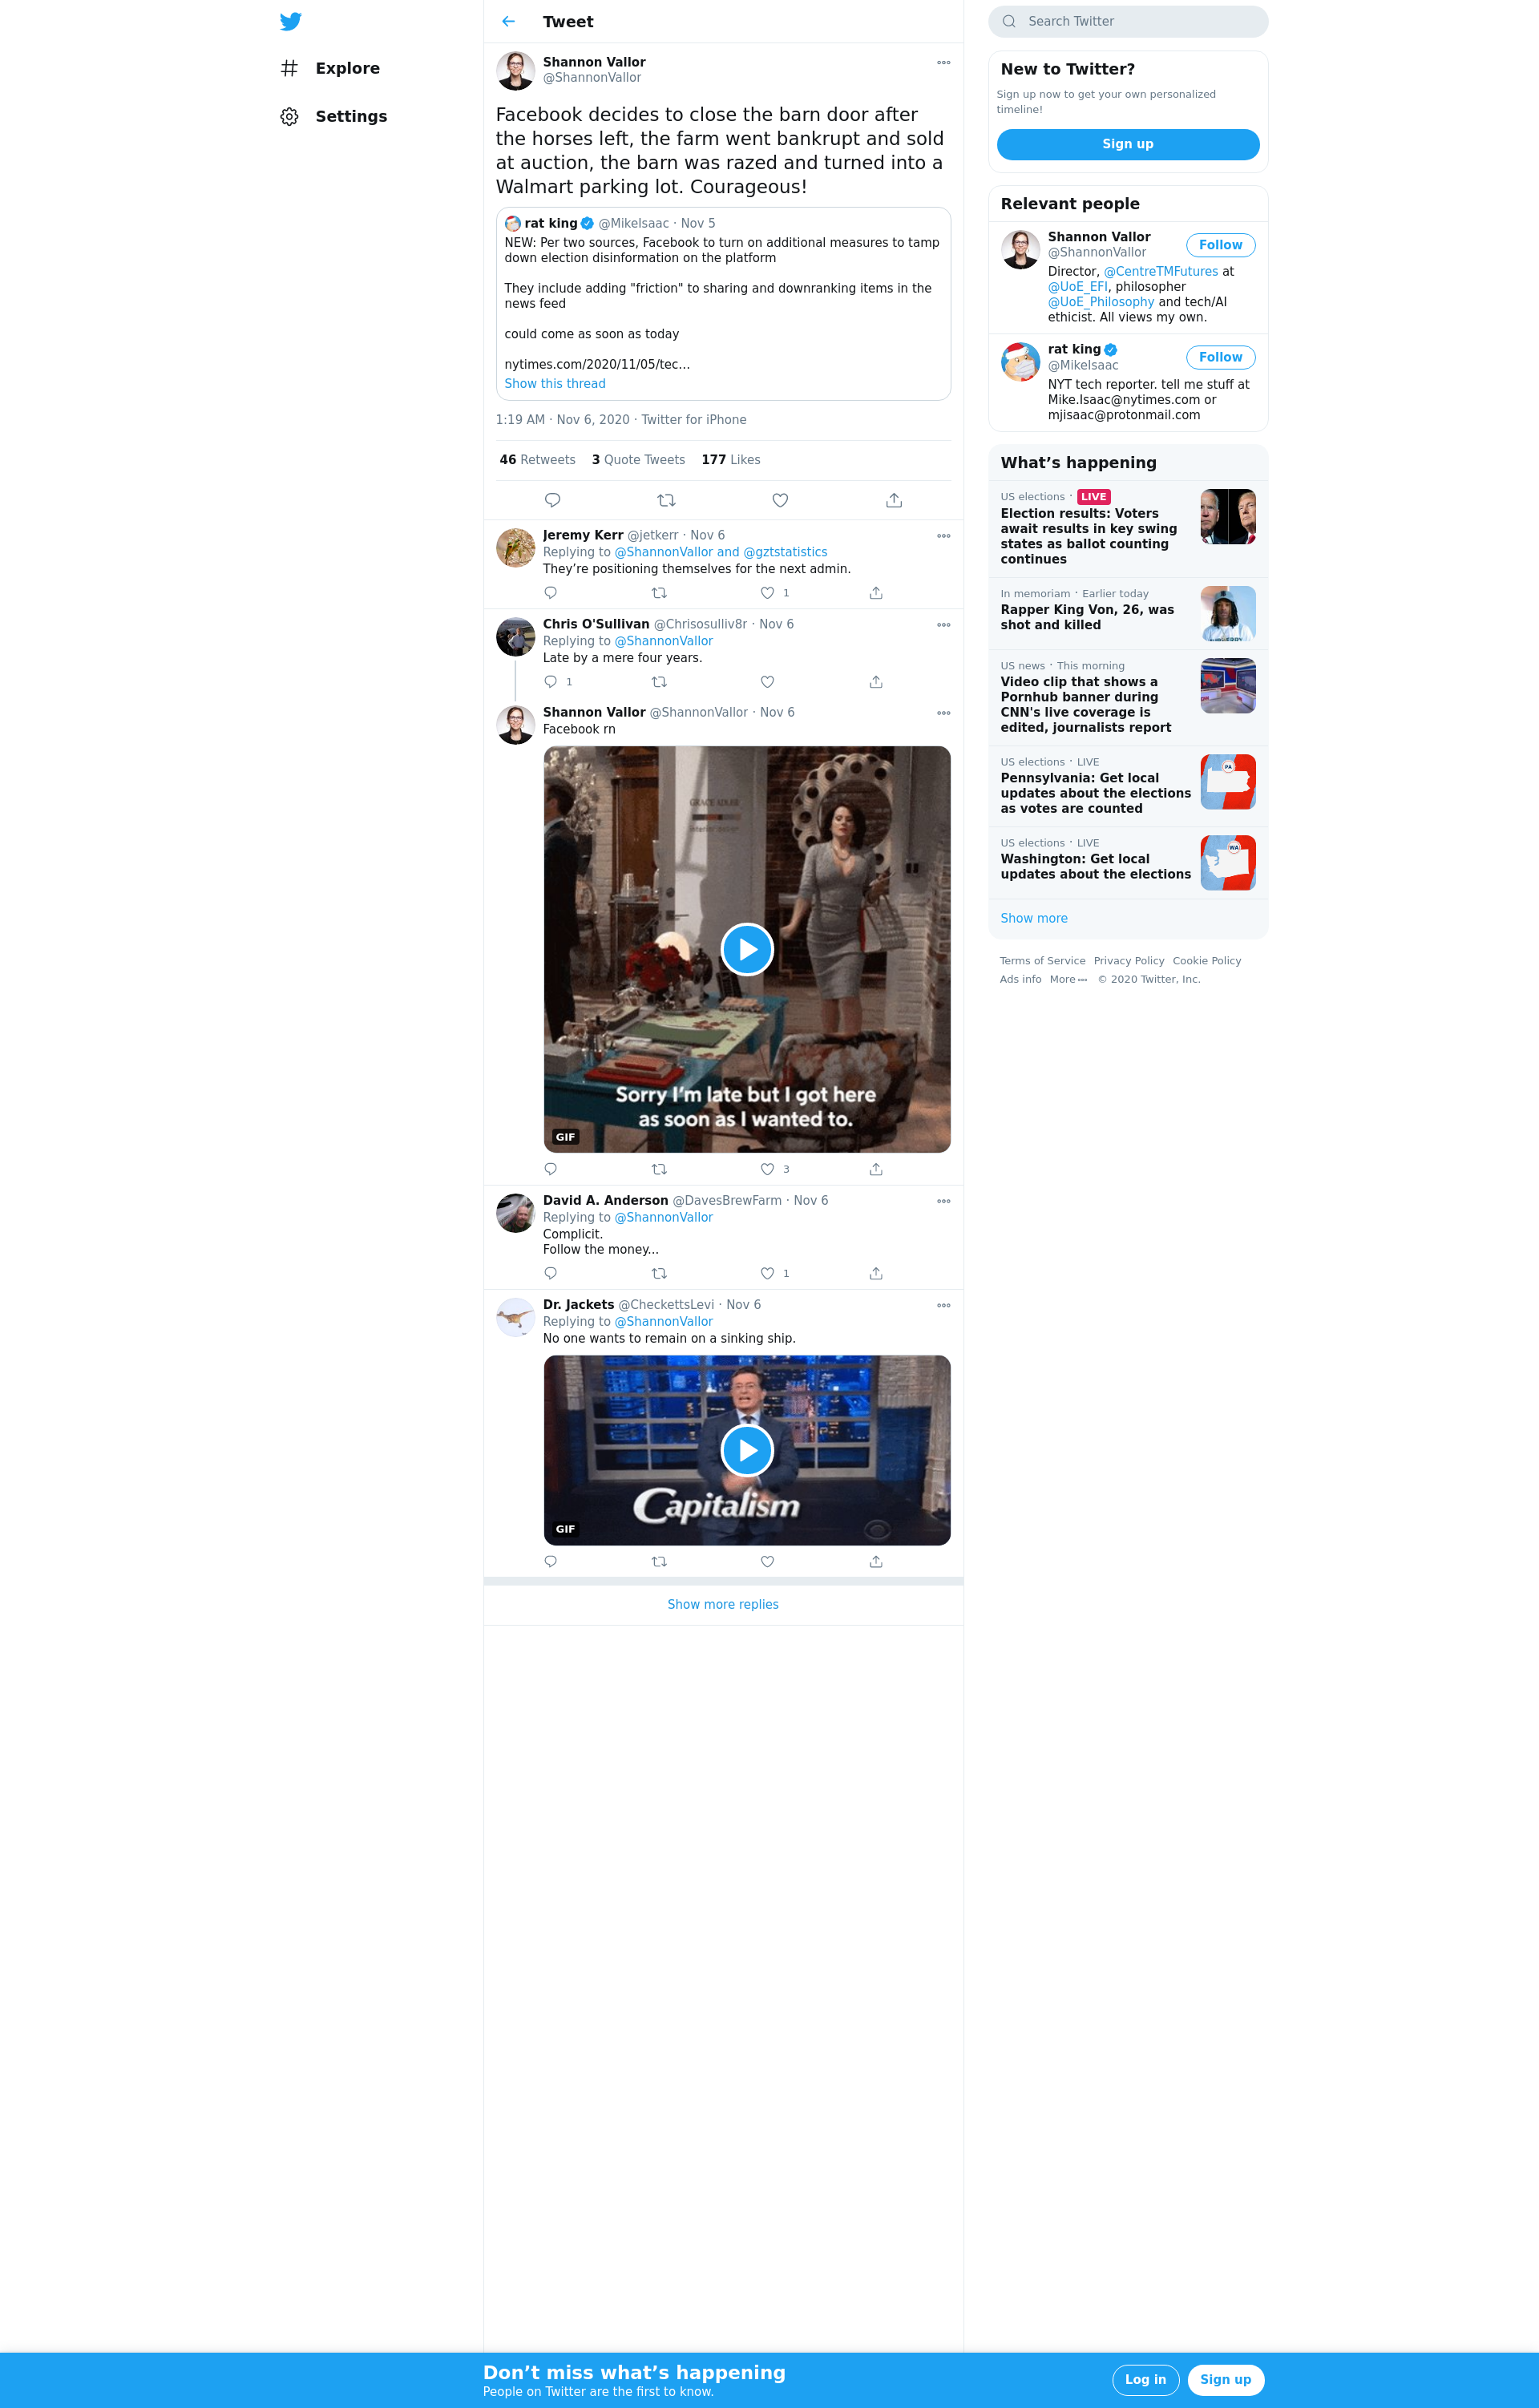 Explore
Settings
Tweet
Shannon Vallor
@ShannonVallor
Facebook decides to close the barn door after
the horses left, the farm went bankrupt and sold
at auction, the barn was razed and turned into a
Walmart parking lot. Courageous!
rat king @MikeIsaac · Nov 5
NEW: Per two sources, Facebook to turn on additional measures to tamp
down election disinformation on the platform
They include adding "friction" to sharing and downranking items in the
news feed
could come as soon as today
nytimes.com/2020/11/05/tec…
Show this thread
1:19 AM · Nov 6, 2020 · Twitter for iPhone
46 Retweets 3 Quote Tweets 177 Likes
Jeremy Kerr @jetkerr · Nov 6
Replying to @ShannonVallor and @gztstatistics
They’re positioning themselves for the next admin.
1
Chris O'Sullivan @Chrisosulliv8r · Nov 6
Replying to @ShannonVallor
Late by a mere four years.
1
Shannon Vallor @ShannonVallor · Nov 6
Facebook rn
GRACE ADLER
Sorry I’m late but I got here
as soon as I wanted to.
GIF
3
David A. Anderson @DavesBrewFarm · Nov 6
Replying to @ShannonVallor
Complicit.
Follow the money...
1
Dr. Jackets @CheckettsLevi · Nov 6
Replying to @ShannonVallor
No one wants to remain on a sinking ship.
Capitalism
GIF
Show more replies
Search Twitter
New to Twitter?
Sign up now to get your own personalized
timeline!
Sign up
Relevant people
Shannon Vallor
@ShannonVallor
Follow
Director, @CentreTMFutures at
@UoE_EFI, philosopher
@UoE_Philosophy and tech/AI
ethicist. All views my own.
rat king
@MikeIsaac
Follow
NYT tech reporter. tell me stuff at
Mike.Isaac@nytimes.com or
mjisaac@protonmail.com
What’s happening
US elections · LIVE
Election results: Voters
await results in key swing
states as ballot counting
continues
In memoriam · Earlier today
Rapper King Von, 26, was
shot and killed
US news · This morning
Video clip that shows a
Pornhub banner during
CNN's live coverage is
edited, journalists report
US elections · LIVE
Pennsylvania: Get local
updates about the elections
as votes are counted
PA
US elections · LIVE
Washington: Get local
updates about the elections
WA
Show more
Terms of Service Privacy Policy Cookie Policy
Ads info More © 2020 Twitter, Inc.
Don’t miss what’s happening
People on Twitter are the first to know.
Log in
Sign up